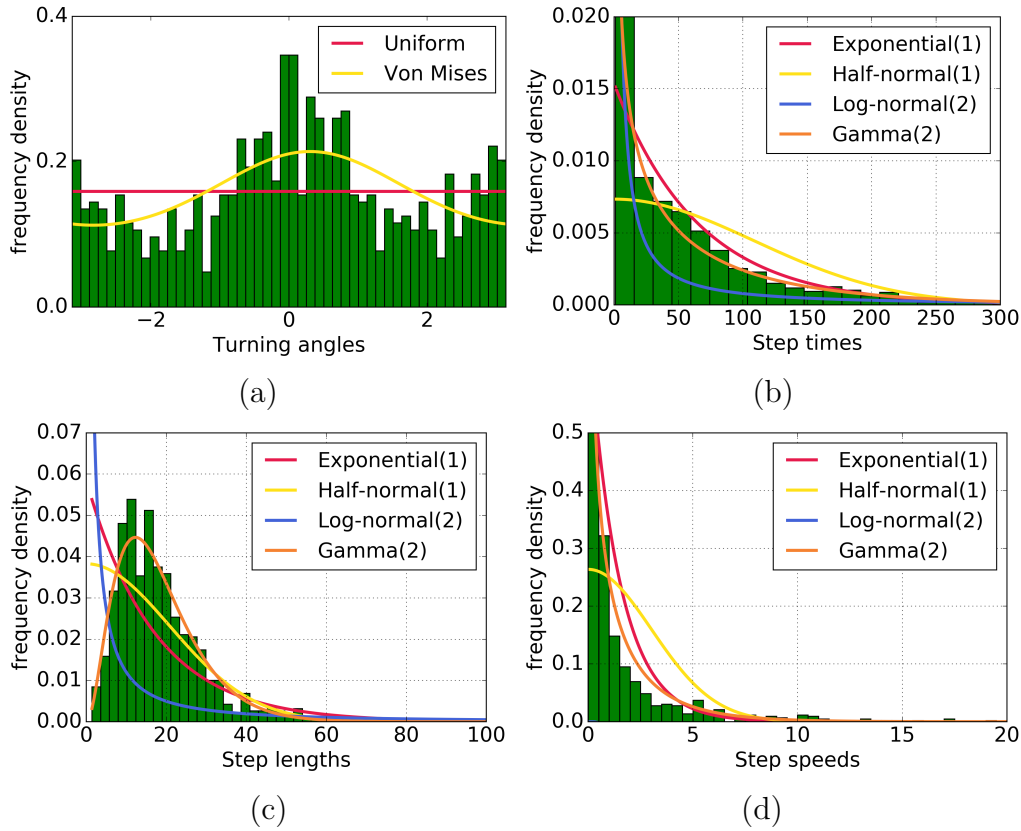 0.4
0.2
0.0
frequency density
−2 0 2
Turning angles
Uniform
Von Mises
(a)
0.020
0.015
0.010
0.005
0.000
frequency density
0 50 100 150 200 250 300
Step times
Exponential(1)
Half-normal(1)
Log-normal(2)
Gamma(2)
(b)
0.07
0.06
0.05
0.04
0.03
0.02
0.01
0.00
frequency density
0 20 40 60 80 100
Step lengths
Exponential(1)
Half-normal(1)
Log-normal(2)
Gamma(2)
(c)
0.5
0.4
0.3
0.2
0.1
0.0
frequency density
0 5 10 15 20
Step speeds
Exponential(1)
Half-normal(1)
Log-normal(2)
Gamma(2)
(d)